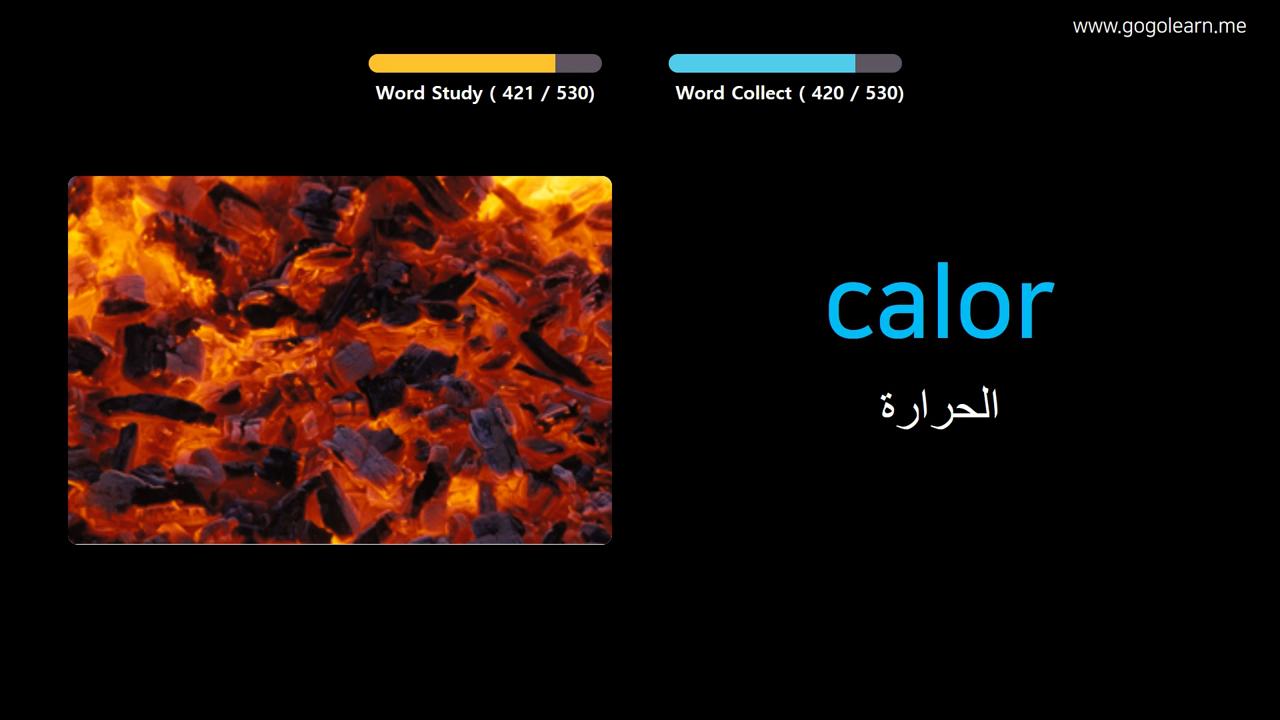 www.gogolearn.me
Word Study ( 421 / 530)
Word Collect ( 420 / 530)
calor
الحرارة